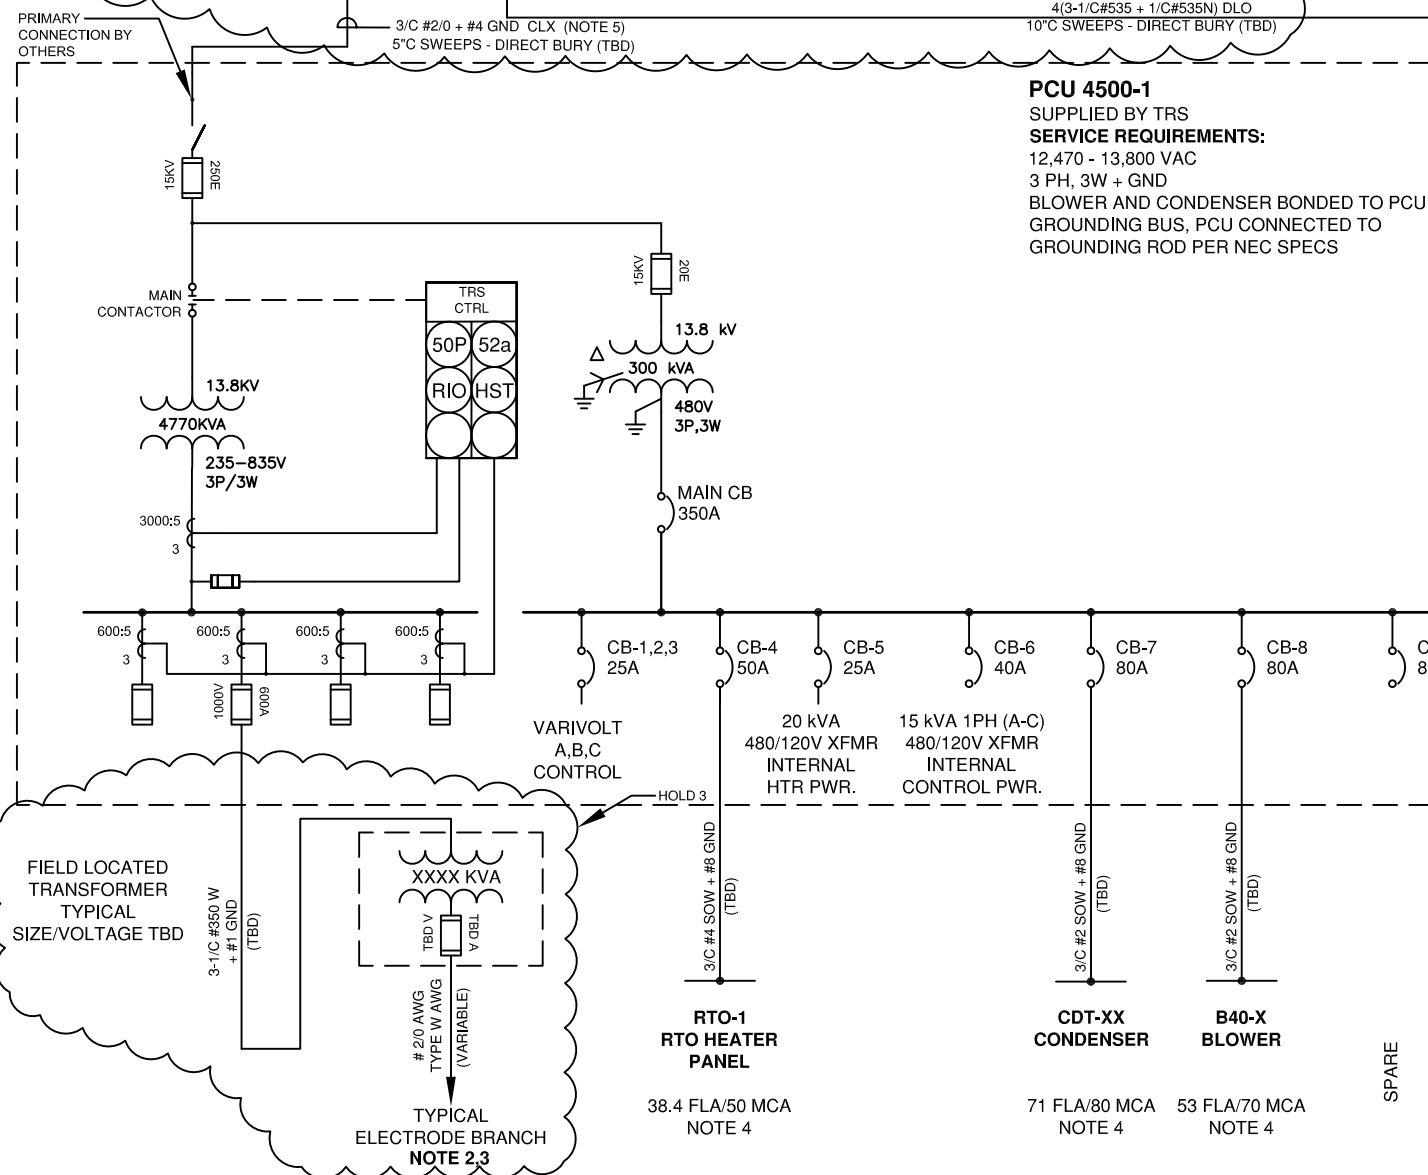 PRIMARY
CONNECTION BY
OTHERS
3/C #2/0 + #4 GND CLX (NOTE 5)
5"C SWEEPS - DIRECT BURY (TBD)
4(3-1/C#535 + 1/C#535N) DLO
10"C SWEEPS - DIRECT BURY (TBD)
PCU 4500-1
SUPPLIED BY TRS
SERVICE REQUIREMENTS:
12,470 - 13,800 VAC
3 PH, 3W + GND
BLOWER AND CONDENSER BONDED TO PCU
GROUNDING BUS, PCU CONNECTED TO
GROUNDING ROD PER NEC SPECS
15KV
250E
15KV
20E
MAIN
CONTACTOR
TRS
CTRL
50P
52a
RIO
HST
13.8 kV
Δ
300 kVA
480V
3P,3W
13.8KV
4770KVA
235-835V
3P/3W
MAIN CB
350A
3000:5
3
600:5
3
600:5
3
600:5
3
600:5
3
1000V
600A
CB-1,2,3
25A
CB-4
50A
CB-5
25A
CB-6
40A
CB-7
80A
CB-8
80A
C
8
VARIVOLT
A,B,C
CONTROL
20 kVA
480/120V XFMR
INTERNAL
HTR PWR.
15 kVA 1PH (A-C)
480/120V XFMR
INTERNAL
CONTROL PWR.
HOLD 3
FIELD LOCATED
TRANSFORMER
TYPICAL
SIZE/VOLTAGE TBD
3-1/C #350 W
+ #1 GND
(TBD)
XXXX KVA
TBD V
TBD A
# 2/0 AWG
TYPE W AWG
(VARIABLE)
TYPICAL
ELECTRODE BRANCH
NOTE 2,3
3/C #4 SOW + #8 GND
(TBD)
3/C #2 SOW + #8 GND
(TBD)
3/C #2 SOW + #8 GND
(TBD)
RTO-1
RTO HEATER
PANEL
38.4 FLA/50 MCA
NOTE 4
CDT-XX
CONDENSER
71 FLA/80 MCA
NOTE 4
B40-X
BLOWER
53 FLA/70 MCA
NOTE 4
SPARE